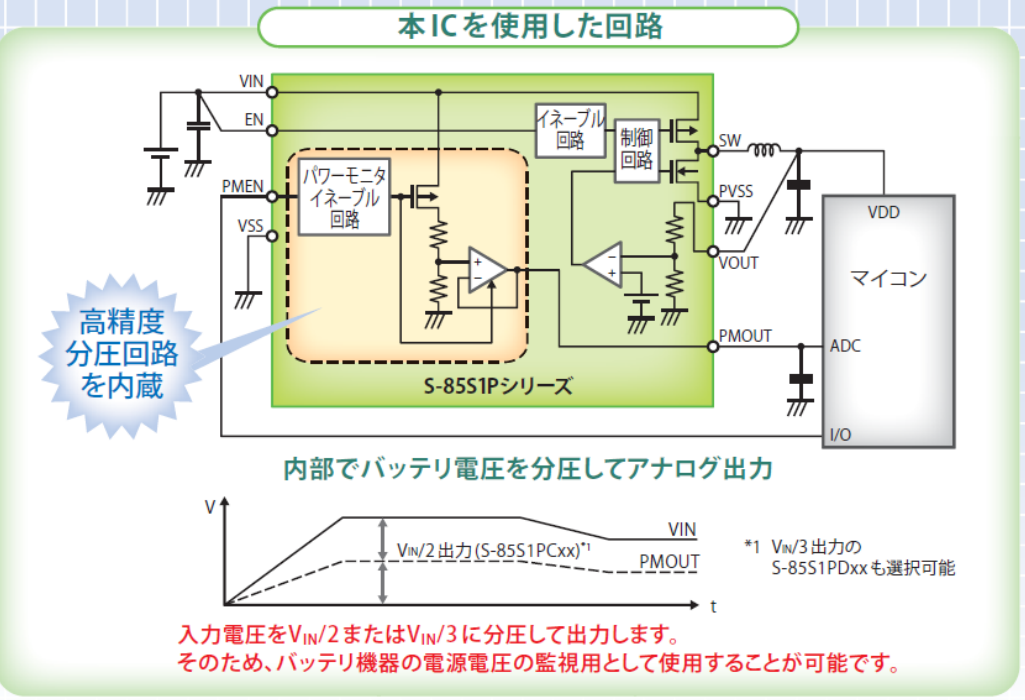 本ICを使用した回路
VIN
EN
PMEN
VSS
パワーモニタ
イネーブル
回路
+
−
イネーブル
回路
制御
回路
−
+
SW
PVSS
VOUT
PMOUT
VDD
マイコン
ADC
I/O
高精度
分圧回路
を内蔵
S-85S1Pシリーズ
内部でバッテリ電圧を分圧してアナログ出力
V
VIN
VIN/2 出力 (S-85S1PCxx)*1
PMOUT
t
*1 VIN/3 出力の
S-85S1PDxx も選択可能
入力電圧をVIN/2またはVIN/3に分圧して出力します。
そのため、バッテリ機器の電源電圧の監視用として使用することが可能です。